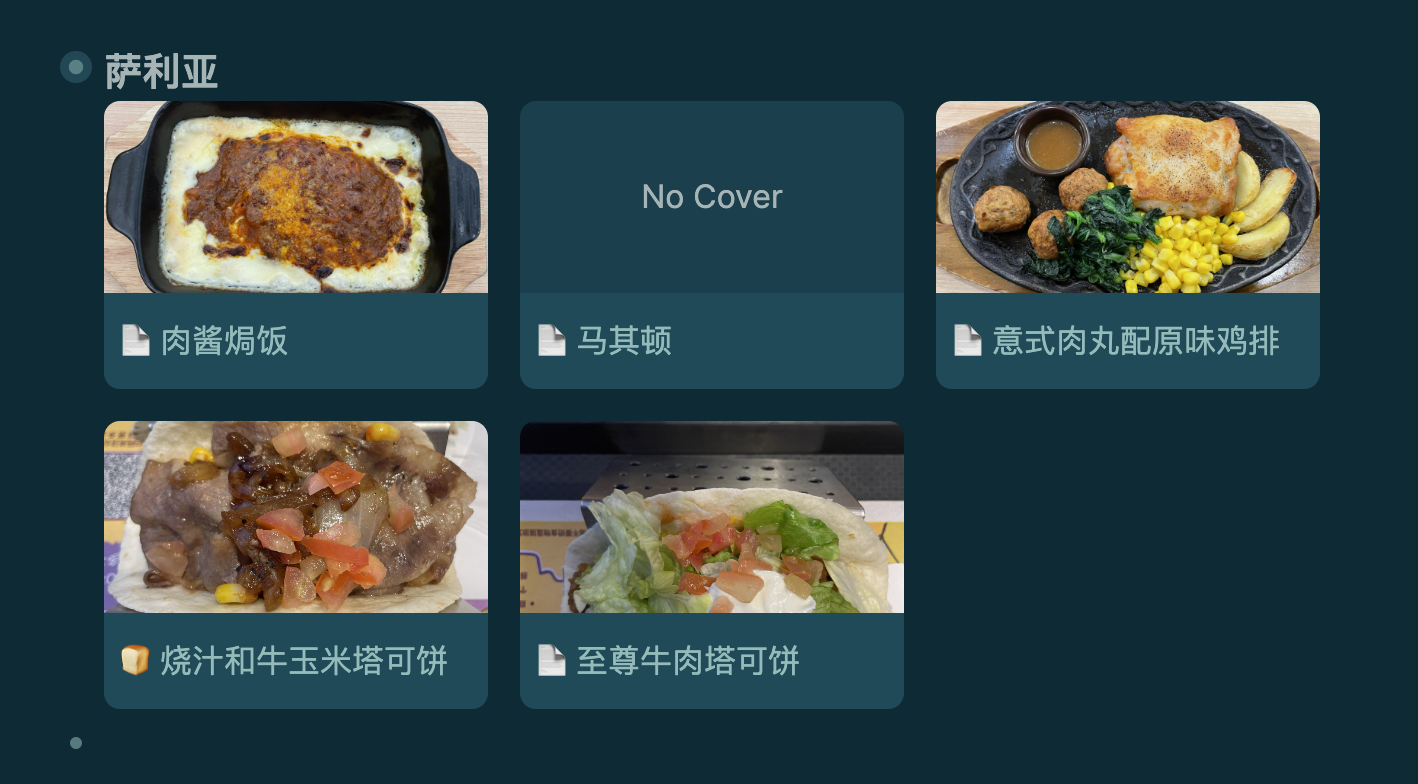 萨利亚
No Cover
肉酱焗饭
马其顿
意式肉丸配原味鸡排
烧汁和牛玉米塔可饼
至尊牛肉塔可饼